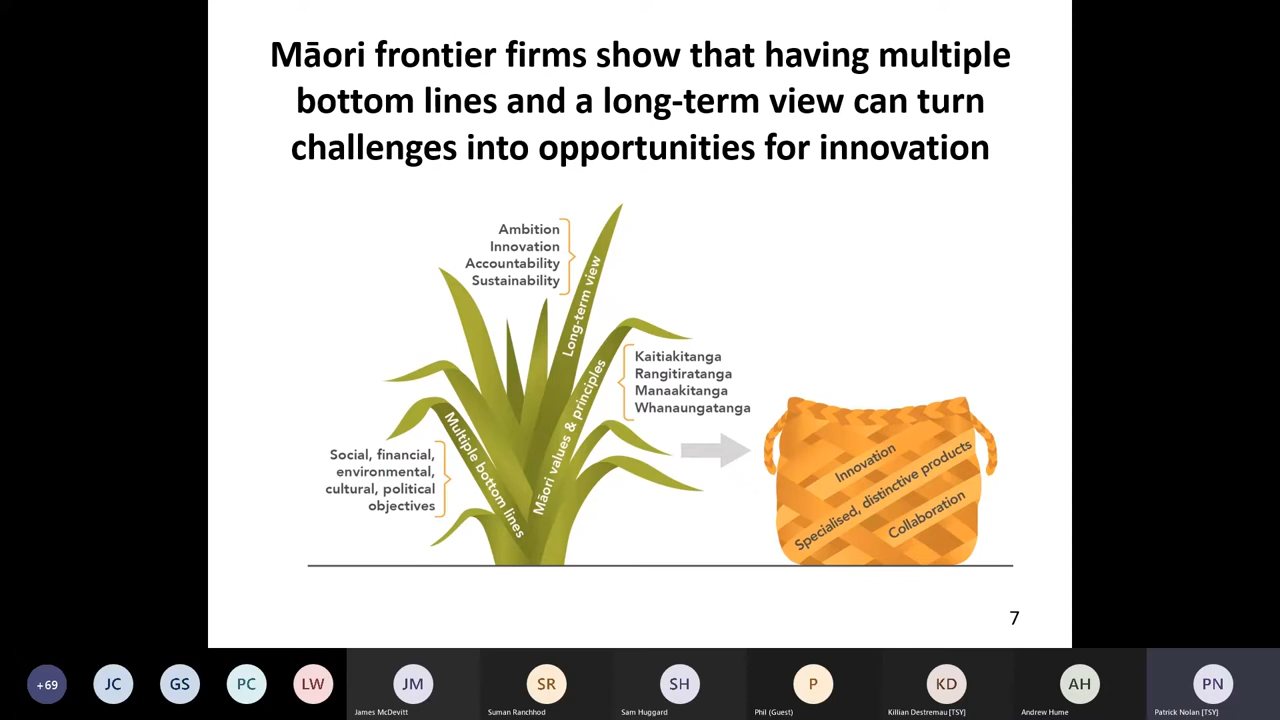 Māori frontier firms show that having multiple
bottom lines and a long-term view can turn
challenges into opportunities for innovation
Ambition
Innovation
Accountability
Sustainability
Long-term view
Kaitiakitanga
Rangitiratanga
Manaakitanga
Whanaungatanga
Māori values & principles
Multiple bottom lines
Social, financial,
environmental,
cultural, political
objectives
Innovation
Specialised, distinctive products
Collaboration
7
+69
JC
GS
PC
LW
JM
James McDevitt
SR
Suman Ranchhod
SH
Sam Huggard
P
Phil (Guest)
KD
Killian Destremau [TSY]
AH
Andrew Hume
PN
Patrick Nolan [TSY]